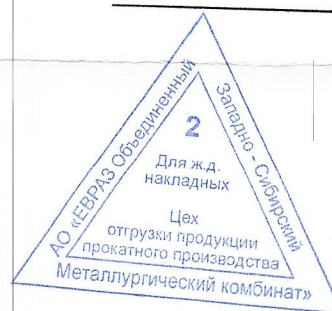 АО «ЕВРАЗ Объединенный
Западно - Сибирский
Металлургический комбинат»
2
Для ж.д.
накладных
Цех
отгрузки продукции
прокатного производства